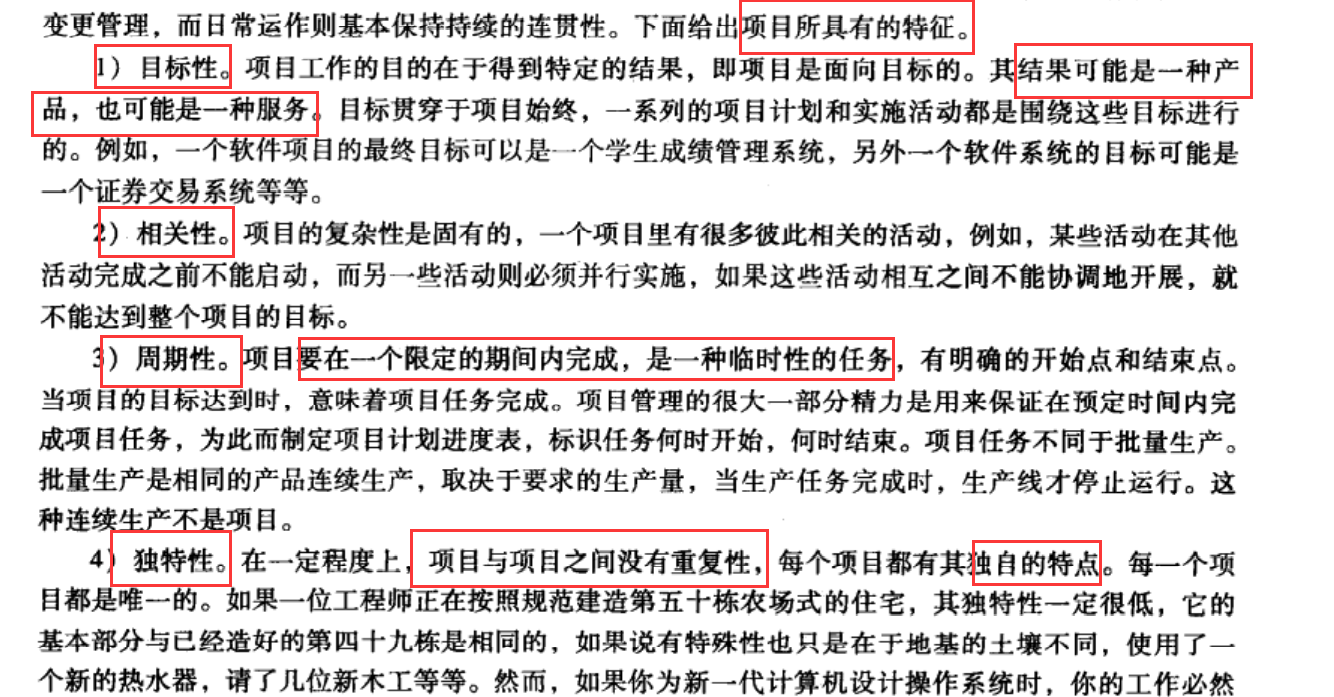 变更管理，而日常运作则基本保持持续的连贯性。下面给出项目所具有的特征。
1）目标性。项目工作的目的在于得到特定的结果，即项目是面向目标的。其结果可能是一种产
品，也可能是一种服务。目标贯穿于项目始终，一系列的项目计划和实施活动都是围绕这些目标进行
的。例如，一个软件项目的最终目标可以是一个学生成绩管理系统，另外一个软件系统的目标可能是
一个证券交易系统等等。
2）相关性。项目的复杂性是固有的，一个项目里有很多彼此相关的活动，例如，某些活动在其他
活动完成之前不能启动，而另一些活动则必须并行实施，如果这些活动相互之间不能协调地开展，就
不能达到整个项目的目标。
3）周期性。项目要在一个限定的期间内完成，是一种临时性的任务，有明确的开始点和结束点。
当项目的目标达到时，意味着项目任务完成。项目管理的很大一部分精力是用来保证在预定时间内完
成项目任务，为此而制定项目计划进度表，标识任务何时开始，何时结束。项目任务不同于批量生产。
批量生产是相同的产品连续生产，取决于要求的生产量，当生产任务完成时，生产线才停止运行。这
种连续生产不是项目。
4）独特性。在一定程度上，项目与项目之间没有重复性，每个项目都有其独自的特点。每一个项
目都是唯一的。如果一位工程师正在按照规范建造第五十栋农场式的住宅，其独特性一定很低，它的
基本部分与已经造好的第四十九栋是相同的，如果说有特殊性也只是在于地基的土壤不同，使用了一
个新的热水器，请了几位新木工等等。然而，如果你为新一代计算机设计操作系统时，你的工作必然